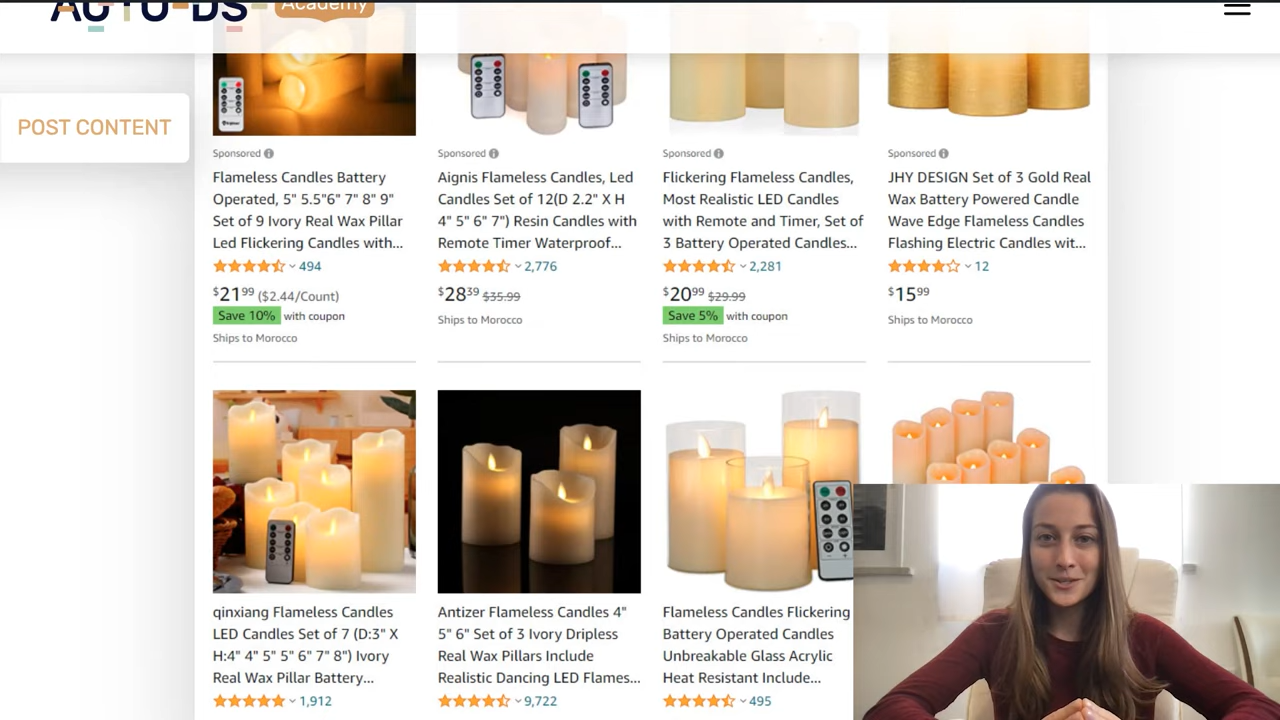 AUTO-DS
Academy
POST CONTENT
Sponsored
Sponsored
Sponsored
Sponsored
Flameless Candles Battery
Operated, 5" 5.5"6" 7" 8" 9"
Set of 9 Ivory Real Wax Pillar
Led Flickering Candles with...
494
$21 99 ($2.44/Count)
Save 10% with coupon
Ships to Morocco
Aignis Flameless Candles, Led
Candles Set of 12(D 2.2" X H
4" 5" 6" 7") Resin Candles with
Remote Timer Waterproof...
2,776
$28 39 $35.99
Ships to Morocco
Flickering Flameless Candles,
Most Realistic LED Candles
with Remote and Timer, Set of
3 Battery Operated Candles...
2,281
$20 99 $29.99
Save 5% with coupon
Ships to Morocco
JHY DESIGN Set of 3 Gold Real
Wax Battery Powered Candle
Wave Edge Flameless Candles
Flashing Electric Candles wit...
12
$15 99
Ships to Morocco
qinxiang Flameless Candles
LED Candles Set of 7 (D:3" X
H:4" 4" 5" 5" 6" 7" 8") Ivory
Real Wax Pillar Battery...
1,912
Antizer Flameless Candles 4"
5" 6" Set of 3 Ivory Dripless
Real Wax Pillars Include
Realistic Dancing LED Flames...
9,722
Flameless Candles Flickering
Battery Operated Candles
Unbreakable Glass Acrylic
Heat Resistant Include...
495